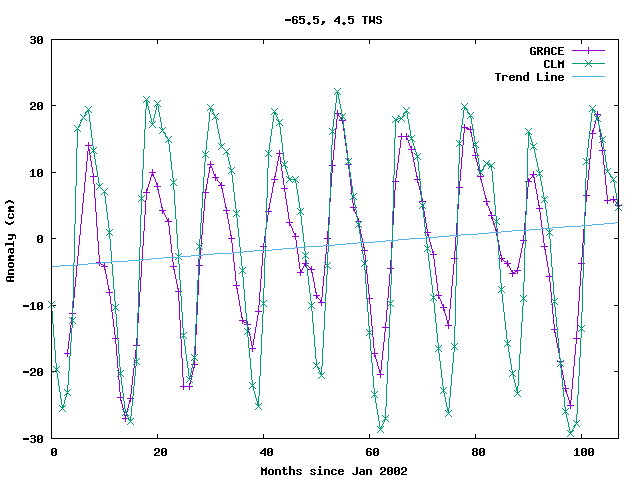 -65.5, 4.5 TWS
GRACE
CLM
Trend Line
30
20
10
0
-10
-20
-30
Anomaly (cm)
0 20 40 60 80 100
Months since Jan 2002